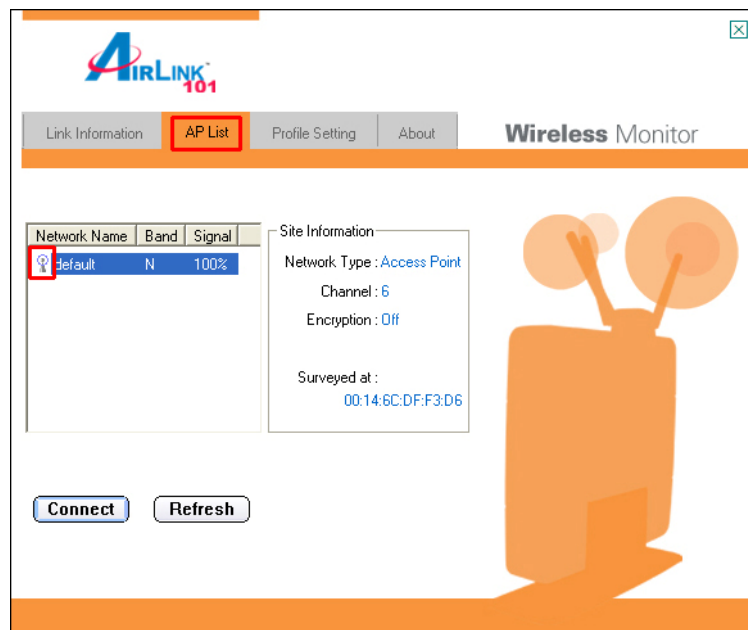 AIRLINK™
101
Link Information AP List Profile Setting About Wireless Monitor
Network Name Band Signal
default N 100%
Site Information
Network Type : Access Point
Channel : 6
Encryption : Off
Surveyed at :
00:14:6C:DF:F3:D6
Connect Refresh